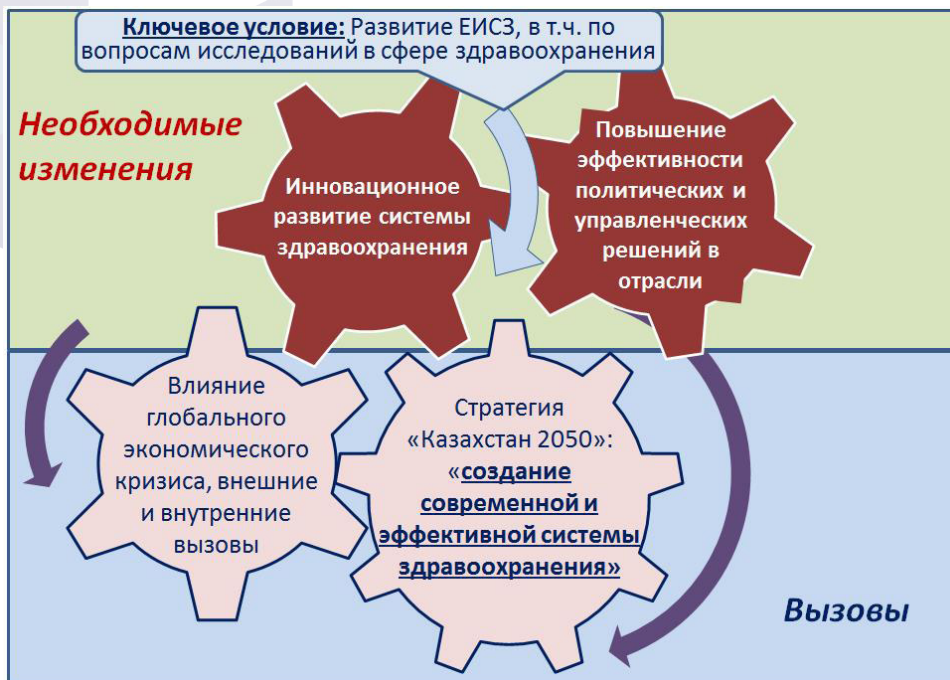 Ключевое условие: Развитие ЕИСЗ, в т.ч. по
вопросам исследований в сфере здравоохранения
Необходимые
изменения
Инновационное
развитие системы
здравоохранения
Повышение
эффективности
политических и
управленческих
решений в
отрасли
Влияние
глобального
экономического
кризиса, внешние
и внутренние
вызовы
Стратегия
«Казахстан 2050»:
«создание
современной и
эффективной системы
здравоохранения»
Вызовы